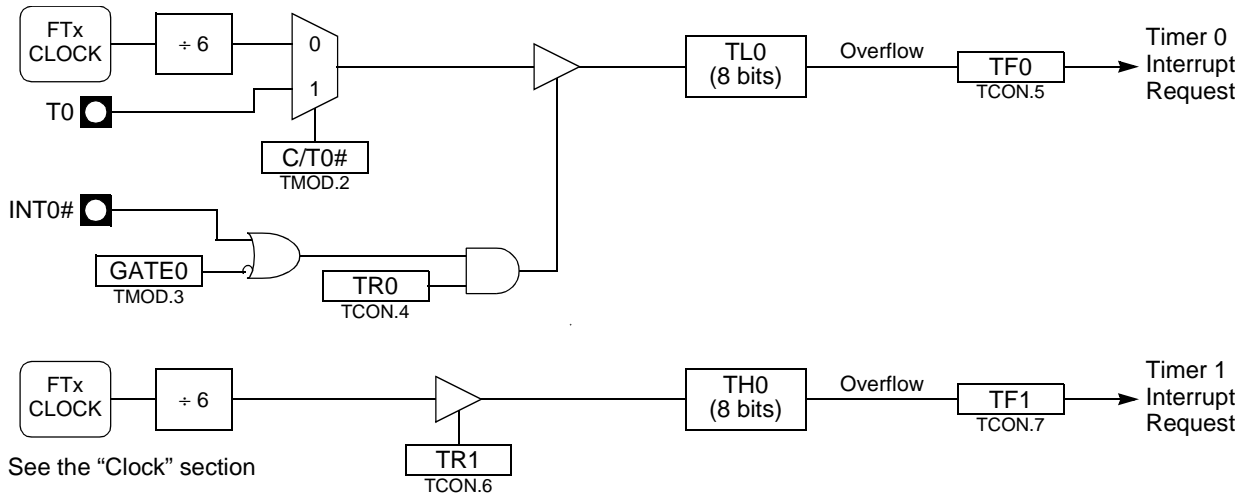 FTx
CLOCK
÷ 6
0
1
T0
C/T0#
TMOD.2
TL0
(8 bits)
Overflow
TF0
TCON.5
Timer 0
Interrupt
Request
INT0#
GATE0
TMOD.3
TR0
TCON.4
FTx
CLOCK
÷ 6
TR1
TCON.6
TH0
(8 bits)
Overflow
TF1
TCON.7
Timer 1
Interrupt
Request
See the “Clock” section